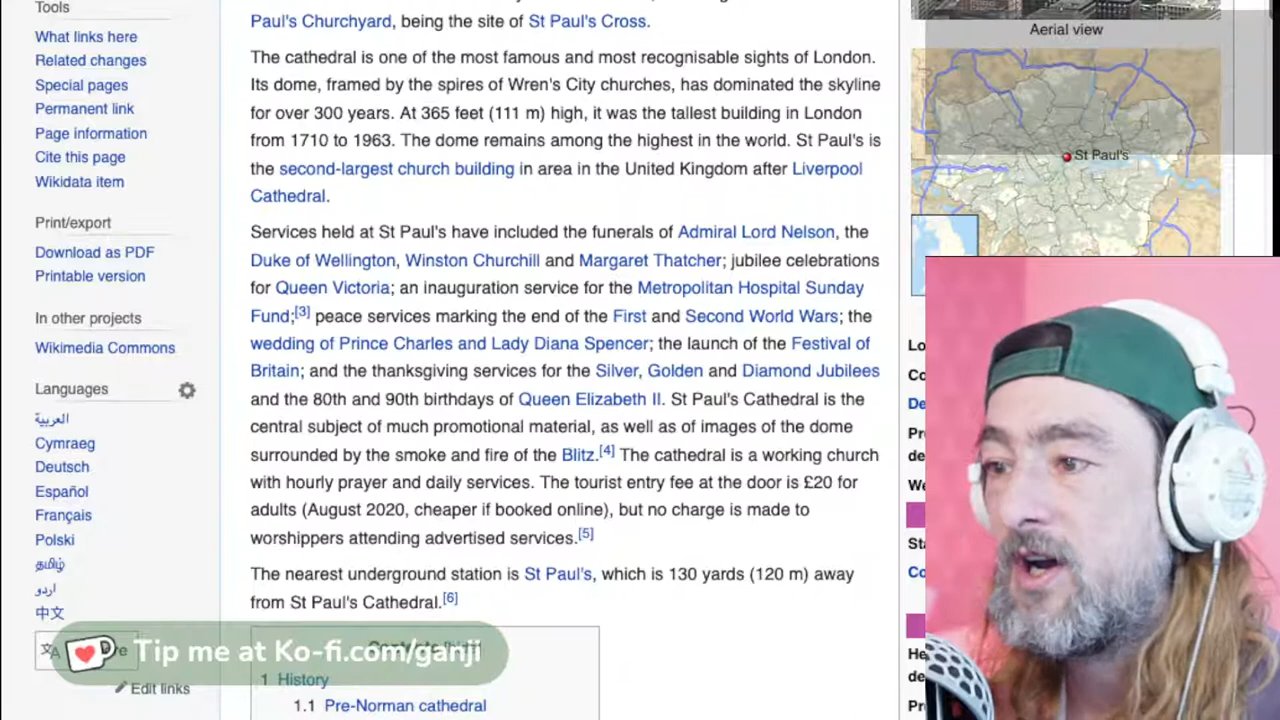 Tools
What links here
Related changes
Special pages
Permanent link
Page information
Cite this page
Wikidata item
Print/export
Download as PDF
Printable version
In other projects
Wikimedia Commons
Languages
العربية
Cymraeg
Deutsch
Español
Français
Polski
தமிழ்
اردو
中文
Edit links
Paul's Churchyard, being the site of St Paul's Cross.
The cathedral is one of the most famous and most recognisable sights of London.
Its dome, framed by the spires of Wren's City churches, has dominated the skyline
for over 300 years. At 365 feet (111 m) high, it was the tallest building in London
from 1710 to 1963. The dome remains among the highest in the world. St Paul's is
the second-largest church building in area in the United Kingdom after Liverpool
Cathedral.
Services held at St Paul's have included the funerals of Admiral Lord Nelson, the
Duke of Wellington, Winston Churchill and Margaret Thatcher; jubilee celebrations
for Queen Victoria; an inauguration service for the Metropolitan Hospital Sunday
Fund;[3] peace services marking the end of the First and Second World Wars; the
wedding of Prince Charles and Lady Diana Spencer; the launch of the Festival of
Britain; and the thanksgiving services for the Silver, Golden and Diamond Jubilees
and the 80th and 90th birthdays of Queen Elizabeth II. St Paul's Cathedral is the
central subject of much promotional material, as well as of images of the dome
surrounded by the smoke and fire of the Blitz.[4] The cathedral is a working church
with hourly prayer and daily services. The tourist entry fee at the door is £20 for
adults (August 2020, cheaper if booked online), but no charge is made to
worshippers attending advertised services.[5]
The nearest underground station is St Paul's, which is 130 yards (120 m) away
from St Paul's Cathedral.[6]
Tip me at Ko-fi.com/ganji
1 History
1.1 Pre-Norman cathedral
Aerial view
St Paul's